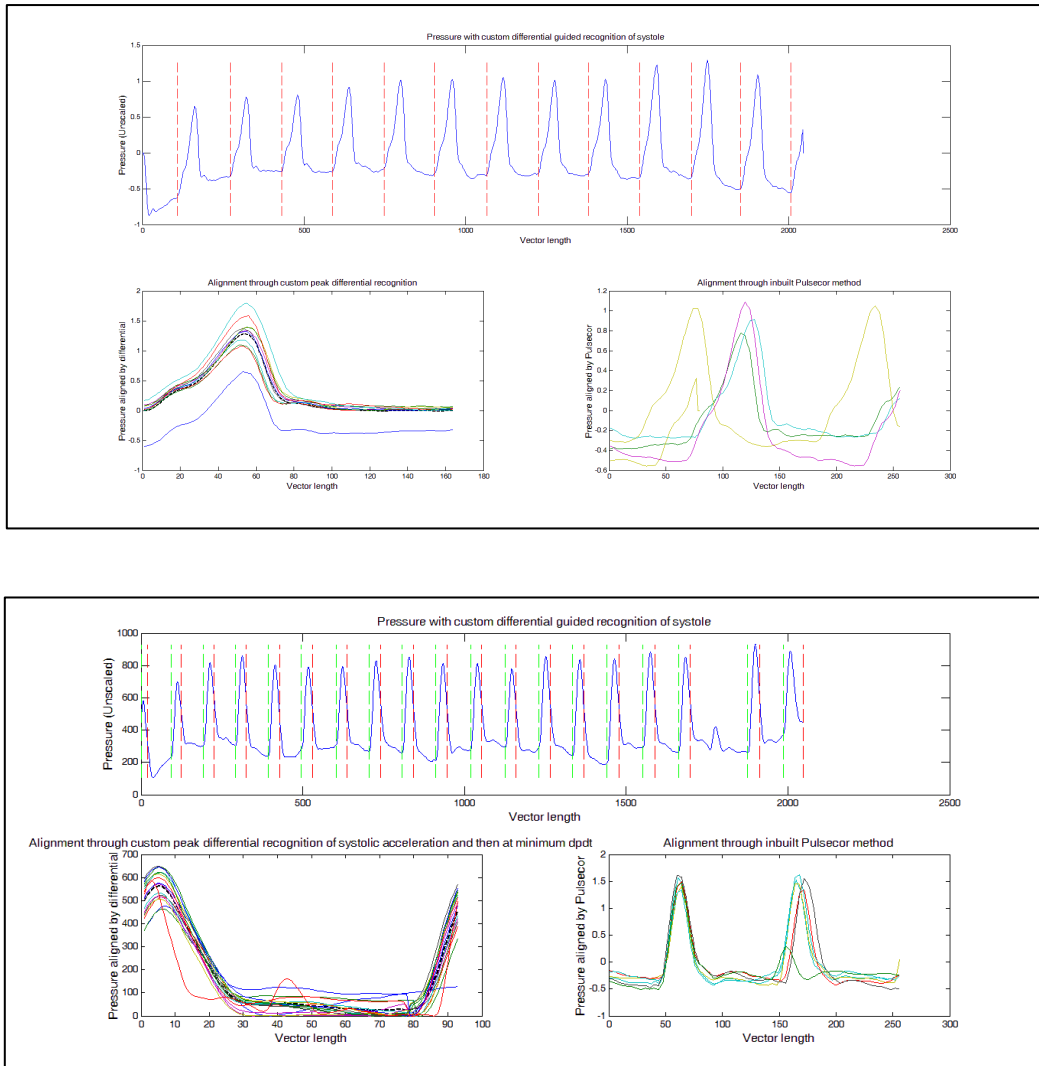 Pressure with custom differential guided recognition of systole
Pressure (Unscaled)
1.5
1
0.5
0
-0.5
-1
0 500 1000 1500 2000 2500
Vector length
Alignment through custom peak differential recognition
Pressure aligned by differential
2
1.5
1
0.5
0
-0.5
-1
0 20 40 60 80 100 120 140 160 180
Vector length
Alignment through inbuilt Pulsecor method
Pressure aligned by Pulsecor
1.2
1
0.8
0.6
0.4
0.2
0
-0.2
-0.4
-0.6
0 50 100 150 200 250 300
Vector length
Pressure with custom differential guided recognition of systole
Pressure (Unscaled)
1000
800
600
400
200
0
0 500 1000 1500 2000 2500
Vector length
Alignment through custom peak differential recognition of systolic acceleration and then at minimum dpdt
Pressure aligned by differential
700
600
500
400
300
200
100
0
0 10 20 30 40 50 60 70 80 90 100
Vector length
Alignment through inbuilt Pulsecor method
Pressure aligned by Pulsecor
2
1.5
1
0.5
0
-0.5
-1
0 50 100 150 200 250 300
Vector length